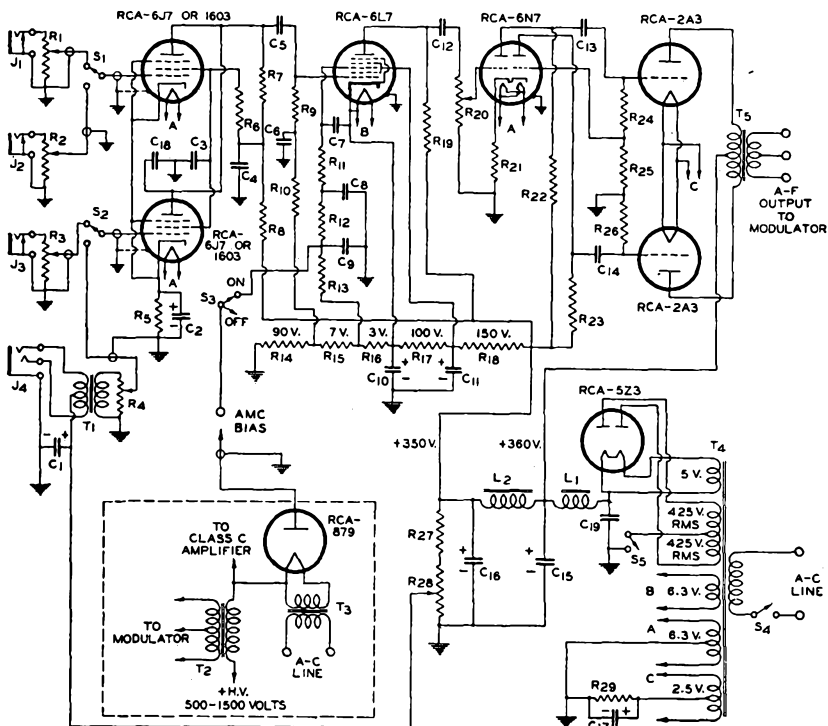 RCA-6J7 OR 1603
RCA-6L7
RCA-6N7
RCA-2A3
C5
C12
C13
R1
J1
S1
R7
R9
R20
R24
T5
A
B
A
R6
C6
C7
R19
R2
J2
C18
C3
C4
R11
R21
R22
R25
C
C8
R10
R12
R26
A-F
OUTPUT
TO
MODULATOR
S2
RCA-
6J7 OR
1603
R3
J3
R8
C9
C14
A
ON
R13
RCA-2A3
S3
OFF
R5
C2
R23
90 V.
7 V.
3 V.
100 V.
150 V.
R14
R15
R16
R17
R18
C10
C11
J4
R4
T1
AMC
BIAS
RCA-5Z3
C1
+350V.
+360V.
T4
5 V.
L2
L1
TO
CLASS C
AMPLIFIER
RCA-
879
425 V.
RMS
425 V.
RMS
C19
R27
S5
C16
C15
A-C
LINE
R28
B
6.3 V.
TO
MODULATOR
T3
S4
A
6.3 V.
T2
A-C
LINE
C
R29
2.5 V.
+H.V.
500-1500 VOLTS
C17